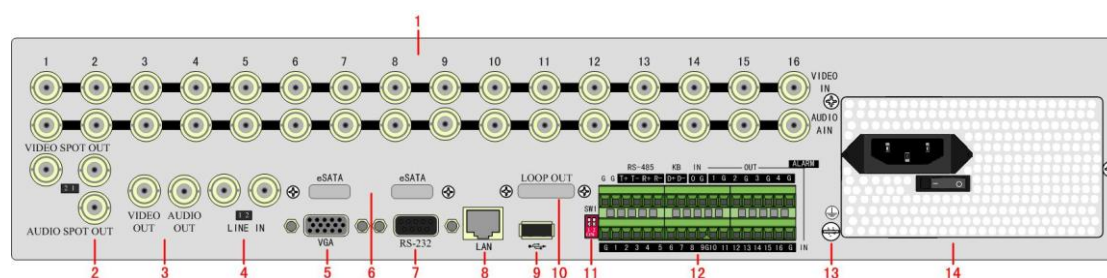 1
1 2 3 4 5 6 7 8 9 10 11 12 13 14 15 16
VIDEO
IN
AUDIO
AIN
VIDEO SPOT OUT
2 1
AUDIO SPOT OUT
VIDEO
OUT
AUDIO
OUT
1 2
LINE IN
eSATA
eSATA
LOOP OUT
VGA
RS-232
LAN
SW1
RS-485 KB IN OUT ALARM
G G T+ T- R+ R- D+ D- O G 1 G 2 G 3 G 4 G
G 1 2 3 4 5 6 7 8 9 G 10 11 12 13 14 15 16 G IN
2 3 4 5 6 7 8 9 10 11 12 13 14